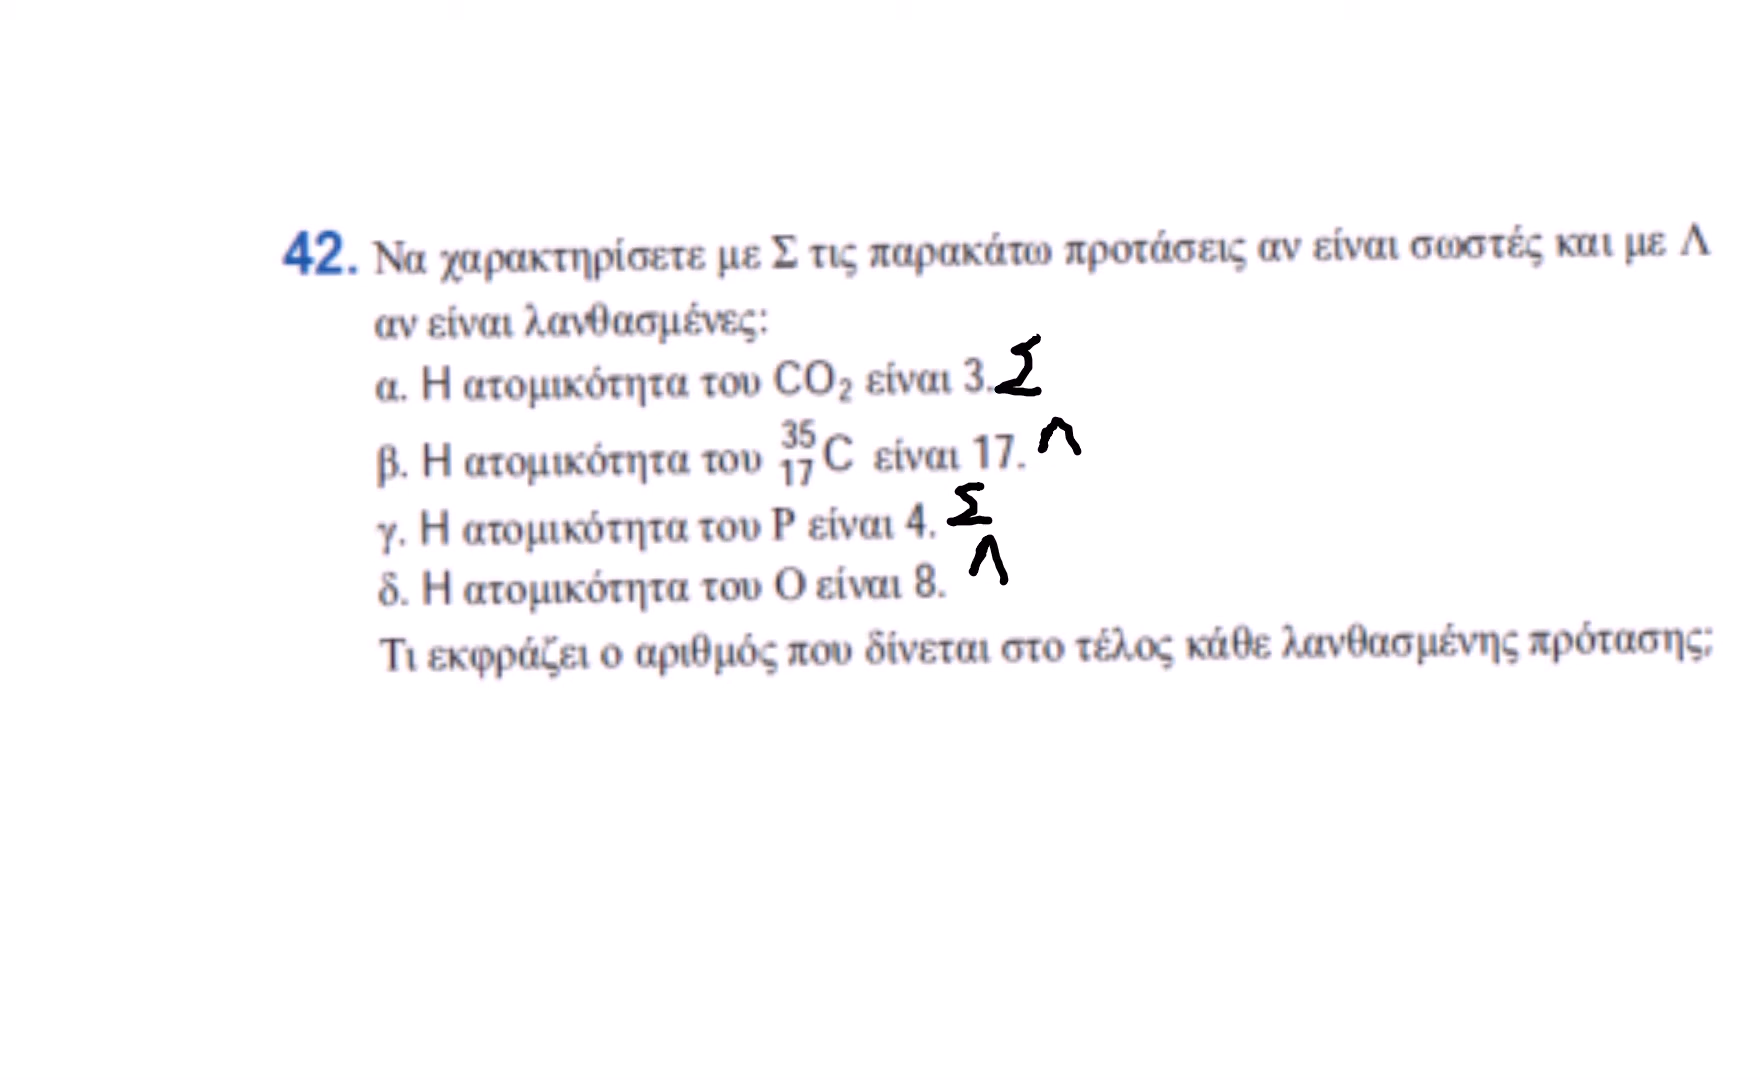 42. Να χαρακτηρίσετε με Σ τις παρακάτω προτάσεις αν είναι σωστές και με Λ
αν είναι λανθασμένες:
α. Η ατομικότητα του CO₂ είναι 3. Σ
β. Η ατομικότητα του ³⁵₁₇C είναι 17. Λ
γ. Η ατομικότητα του P είναι 4. Σ
δ. Η ατομικότητα του Ο είναι 8. Λ
Τι εκφράζει ο αριθμός που δίνεται στο τέλος κάθε λανθασμένης πρότασης;